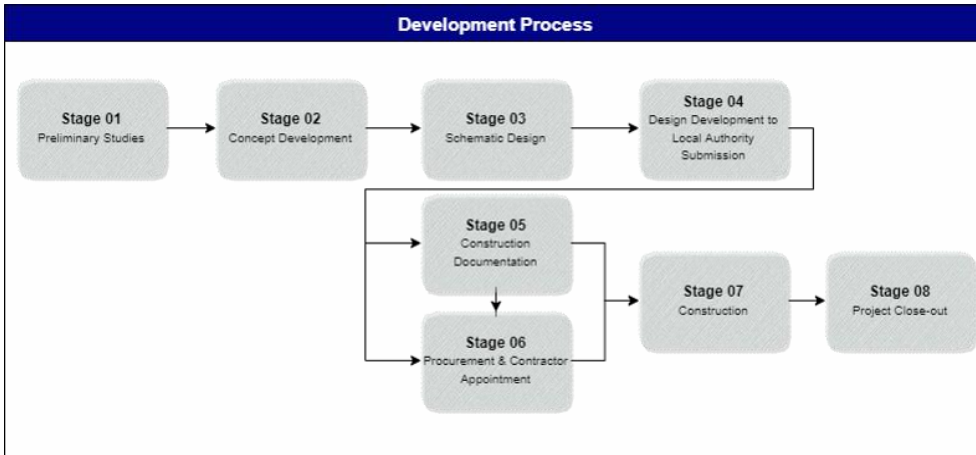 Development Process
Stage 01
Preliminary Studies
Stage 02
Concept Development
Stage 03
Schematic Design
Stage 04
Design Development to
Local Authority
Submission
Stage 05
Construction
Documentation
Stage 06
Procurement & Contractor
Appointment
Stage 07
Construction
Stage 08
Project Close-out